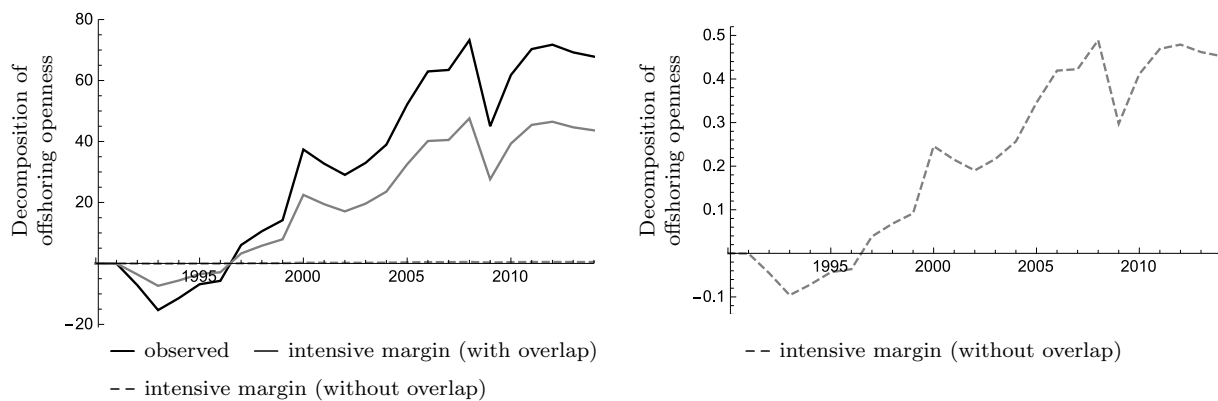 Decomposition of
offshoring openness
80
60
40
20
−20
1995
2000
2005
2010
observed
intensive margin (with overlap)
intensive margin (without overlap)
Decomposition of
offshoring openness
0.5
0.4
0.3
0.2
0.1
−0.1
1995
2000
2005
2010
intensive margin (without overlap)